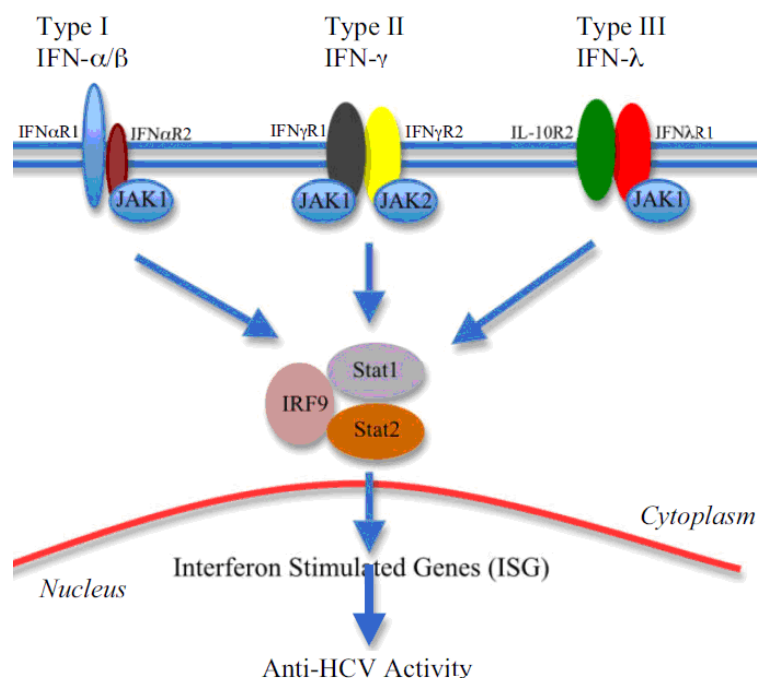 Type I
IFN-α/β
Type II
IFN-γ
Type III
IFN-λ
IFNαR1
IFNαR2
IFNγR1
IFNγR2
IL-10R2
IFNλR1
JAK1
JAK1
JAK2
JAK1
Stat1
IRF9
Stat2
Cytoplasm
Interferon Stimulated Genes (ISG)
Nucleus
Anti-HCV Activity